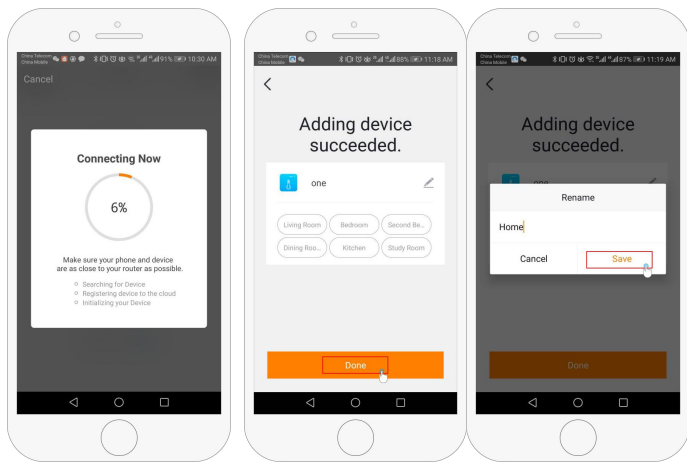 China Telecom
China Mobile
91% 10:30 AM
Cancel
Connecting Now
6%
Make sure your phone and device
are as close to your router as possible.
Searching for Device
Registering device to the cloud
Initializing your Device
China Telecom
China Mobile
88% 11:18 AM
Adding device
succeeded.
one
Living Room
Bedroom
Second Be...
Dining Roo...
Kitchen
Study Room
Done
China Telecom
China Mobile
87% 11:19 AM
Adding device
succeeded.
one
Rename
Home
Cancel
Save
Done